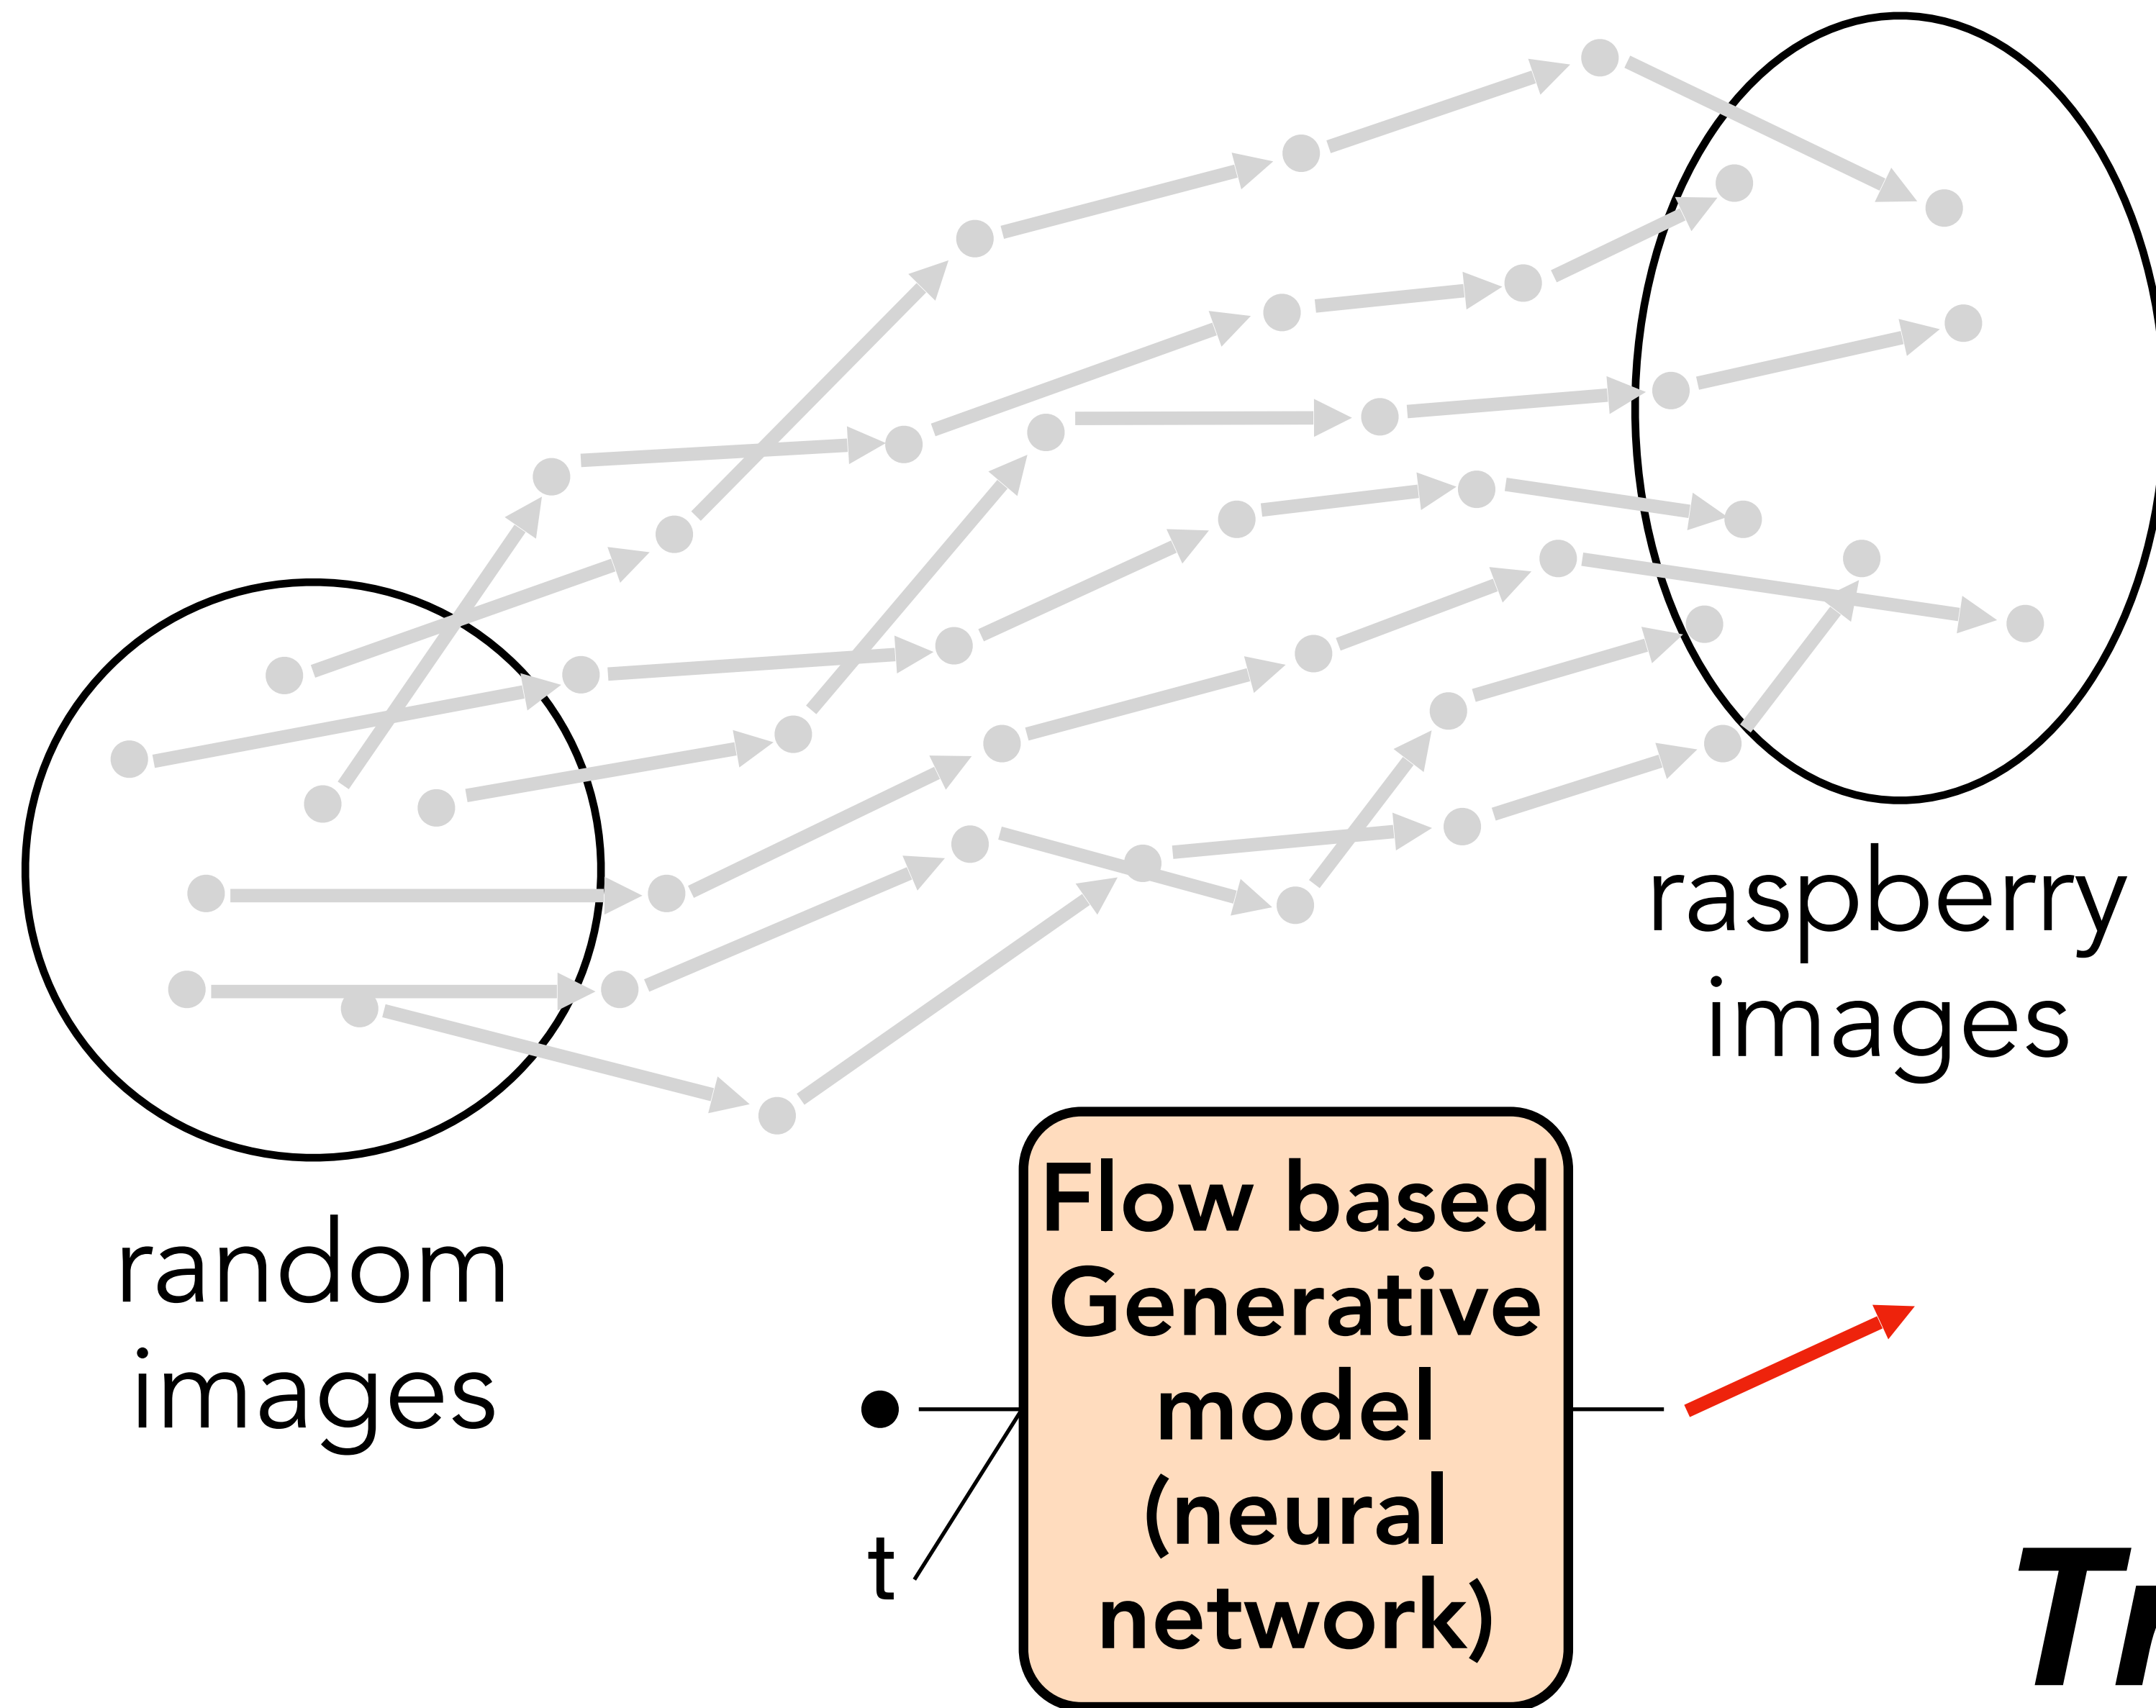 raspberry
images
random
images
Flow based
Generative
model
(neural
network)
t